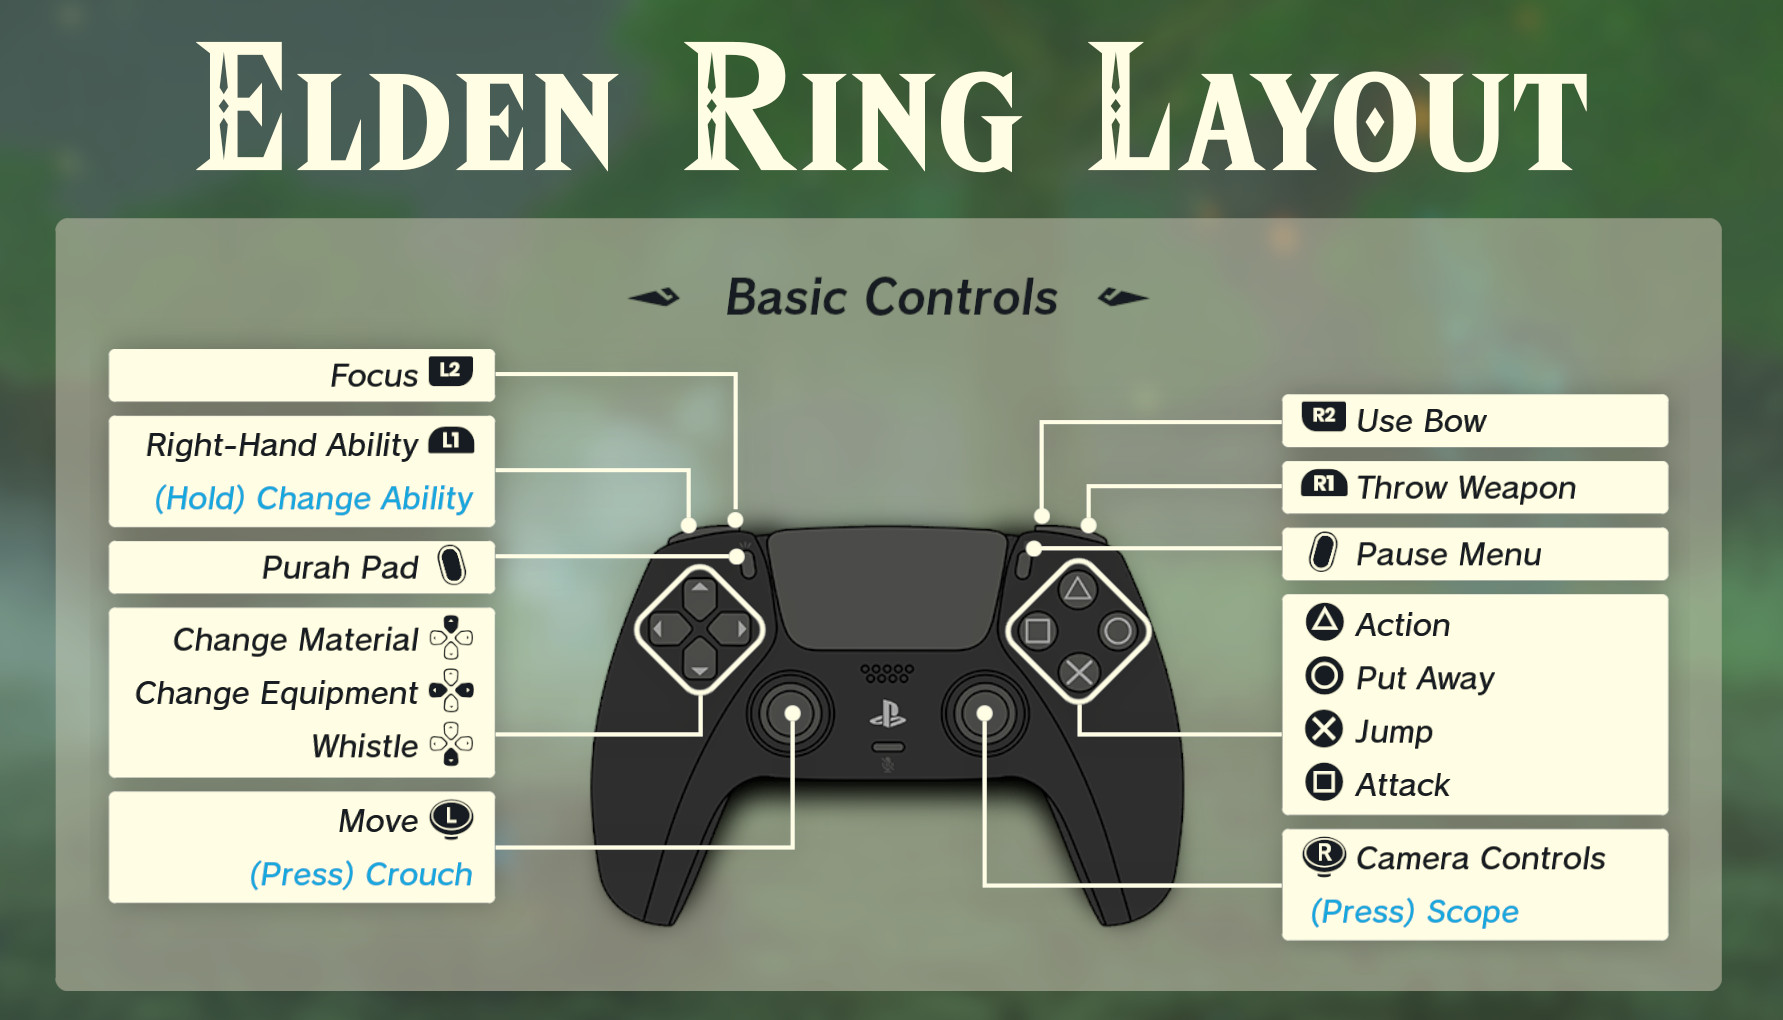 Elden Ring Layout
Basic Controls
Focus L2
Right-Hand Ability L1
(Hold) Change Ability
Purah Pad
Change Material
Change Equipment
Whistle
Move L
(Press) Crouch
R2 Use Bow
R1 Throw Weapon
Pause Menu
Action
Put Away
Jump
Attack
R Camera Controls
(Press) Scope